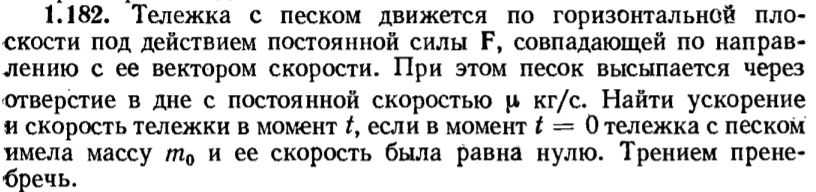 1.182. Тележка с песком движется по горизонтальной пло-
скости под действием постоянной силы F, совпадающей по направ-
лению с ее вектором скорости. При этом песок высыпается через
отверстие в дне с постоянной скоростью μ кг/с. Найти ускорение
и скорость тележки в момент t, если в момент t = 0 тележка с песком
имела массу m₀ и ее скорость была равна нулю. Трением прене-
бречь.